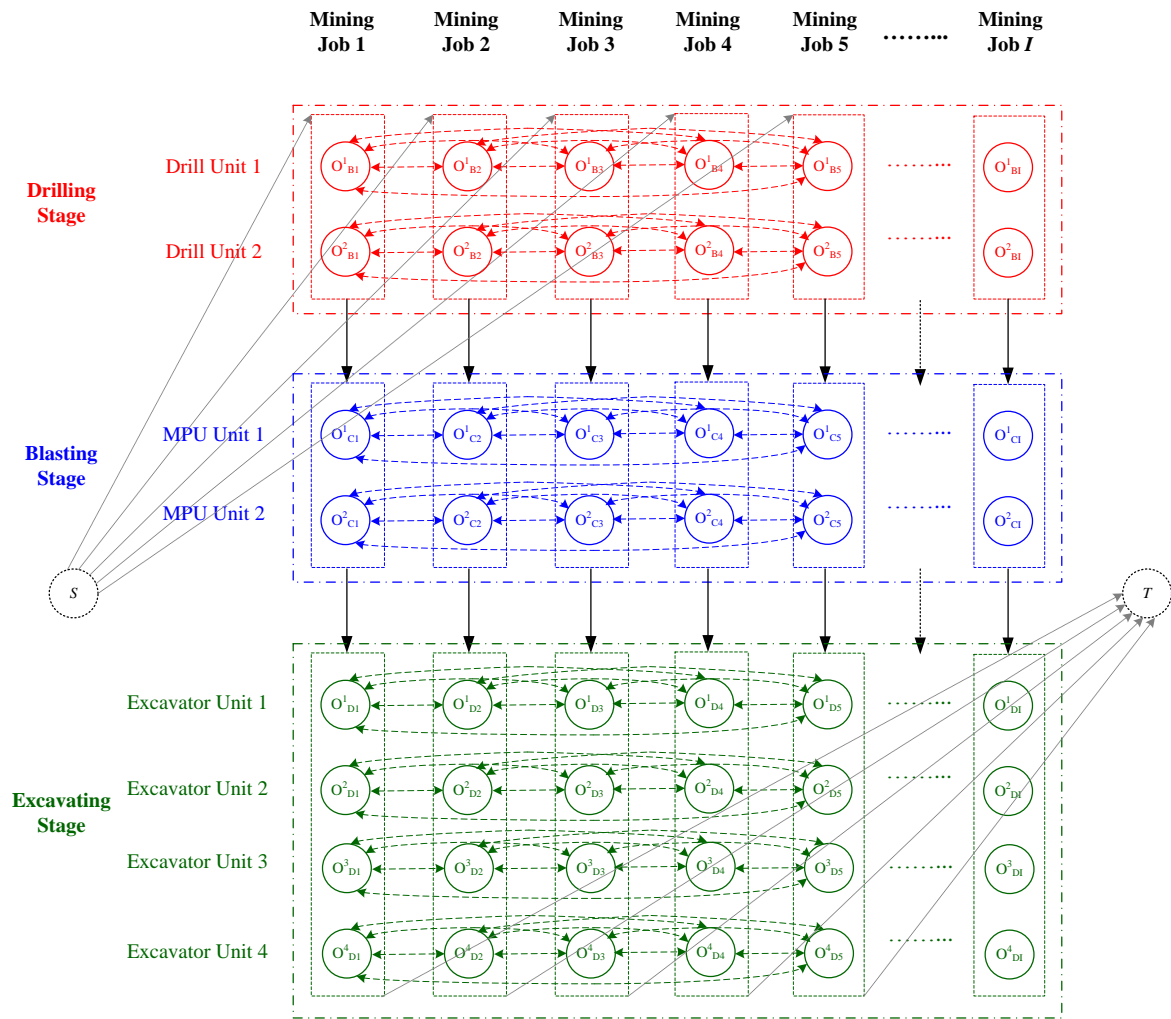 Mining Mining Mining Mining Mining Mining
Job 1 Job 2 Job 3 Job 4 Job 5 ……... Job I
Drilling
Stage
Drill Unit 1 O¹B1 O¹B2 O¹B3 O¹B4 O¹B5 ……... O¹BI
Drill Unit 2 O²B1 O²B2 O²B3 O²B4 O²B5 ……... O²BI
Blasting
Stage
MPU Unit 1 O¹C1 O¹C2 O¹C3 O¹C4 O¹C5 ……... O¹CI
MPU Unit 2 O²C1 O²C2 O²C3 O²C4 O²C5 ……... O²CI
S T
Excavating
Stage
Excavator Unit 1 O¹D1 O¹D2 O¹D3 O¹D4 O¹D5 ……... O¹DI
Excavator Unit 2 O²D1 O²D2 O²D3 O²D4 O²D5 ……... O²DI
Excavator Unit 3 O³D1 O³D2 O³D3 O³D4 O³D5 ……... O³DI
Excavator Unit 4 O⁴D1 O⁴D2 O⁴D3 O⁴D4 O⁴D5 ……... O⁴DI